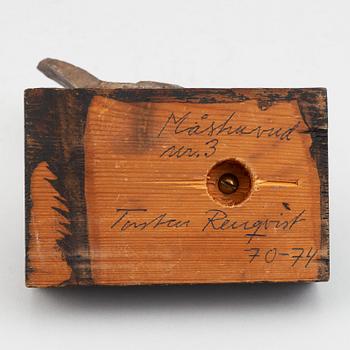 Måshuvud
nr. 3
Torsten Renqvist
70-74